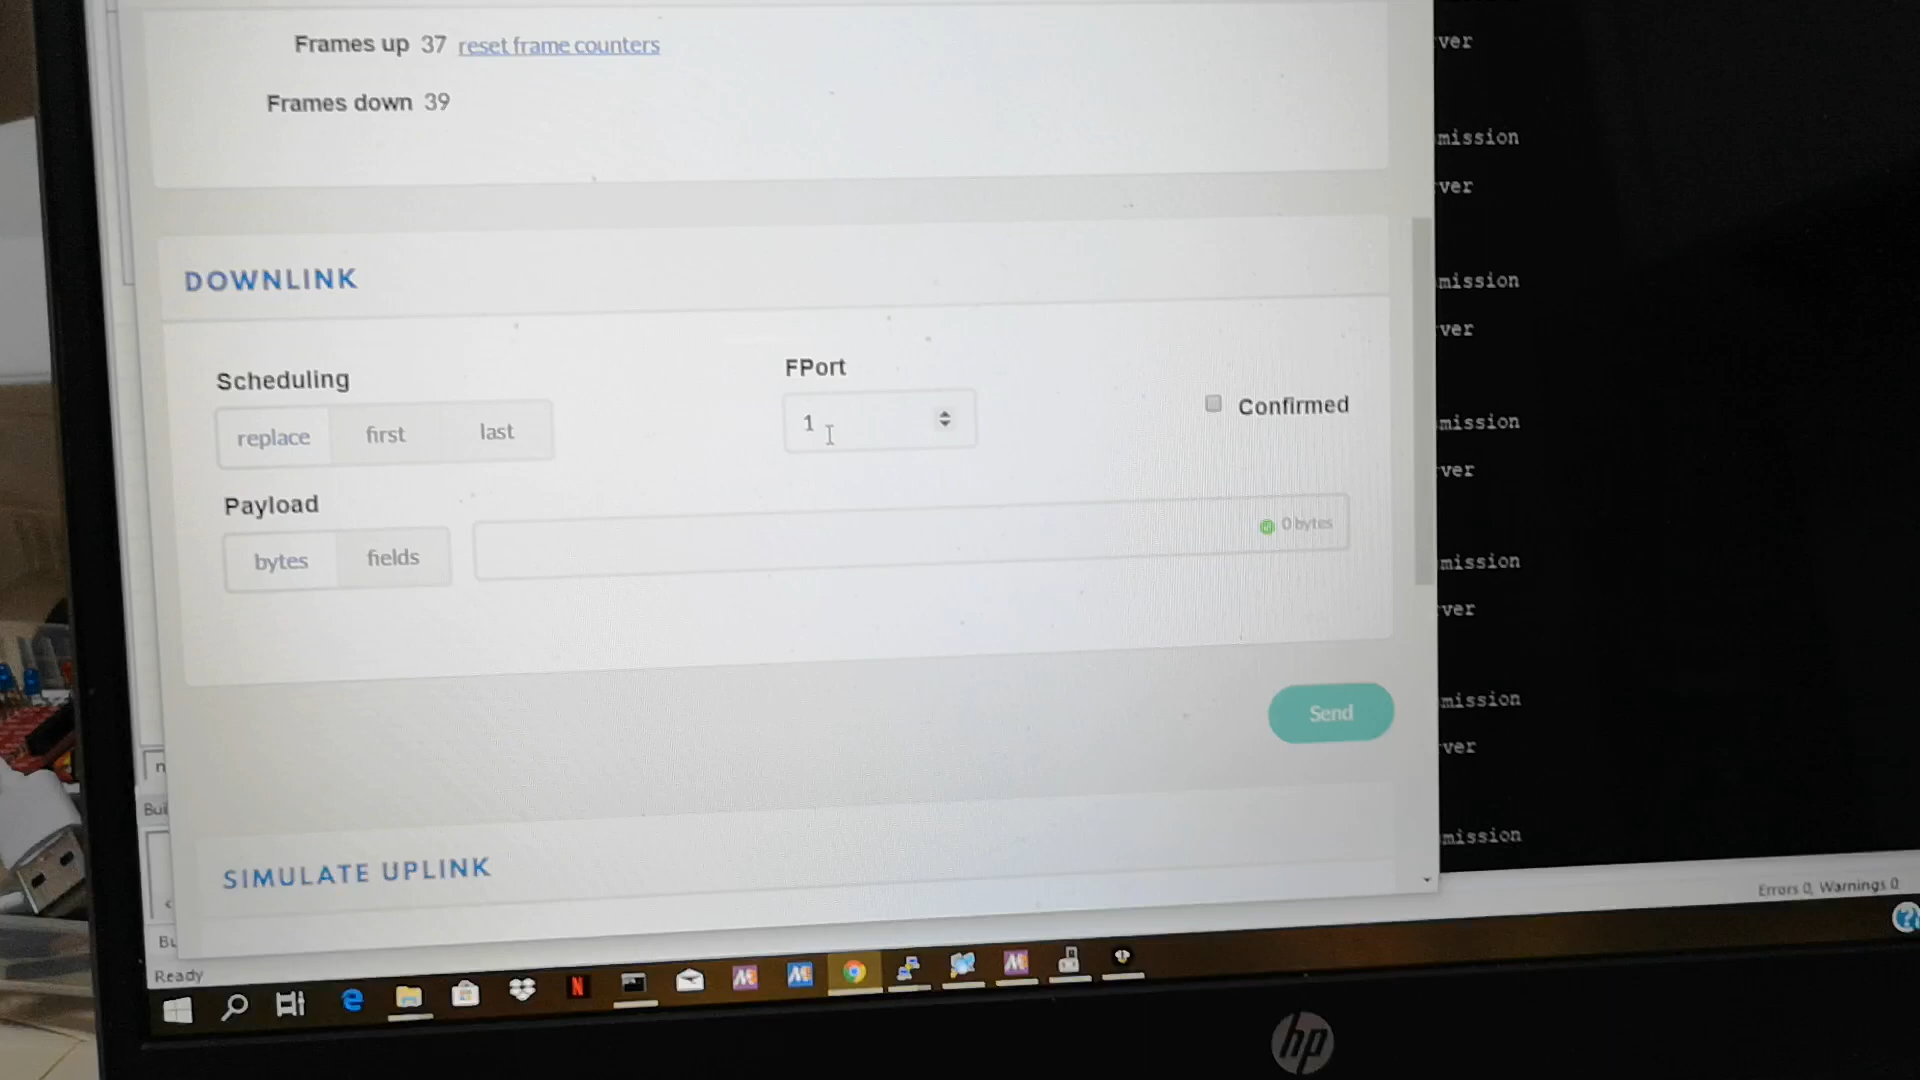 Frames up 37 reset frame counters
Frames down 39
DOWNLINK
Scheduling
replace first last
FPort
1
Confirmed
Payload
bytes fields
0 bytes
Send
SIMULATE UPLINK
ver
mission
ver
mission
ver
mission
ver
mission
ver
mission
ver
mission
Errors 0, Warnings 0
Bui
Ready
hp